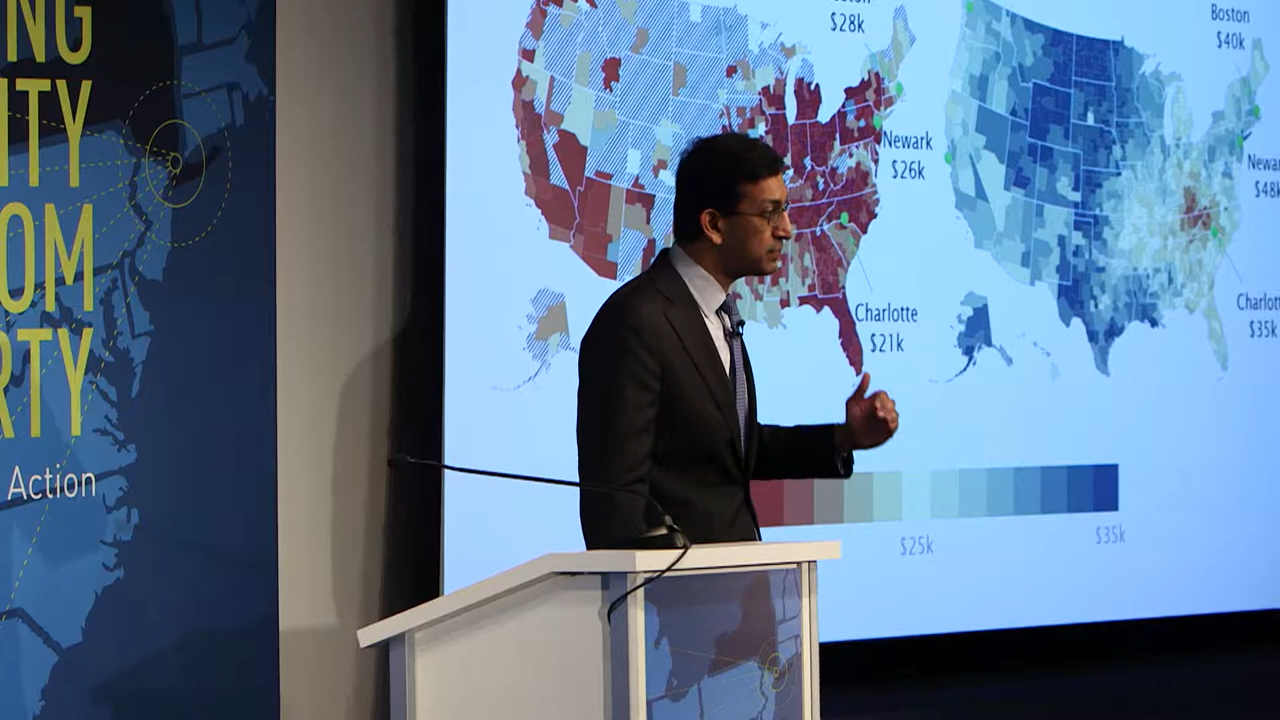 NG
ITY
OM
RTY
Action
$28k
Newark
$26k
Charlotte
$21k
Boston
$40k
Newar
$48k
Charlott
$35k
$25k
$35k